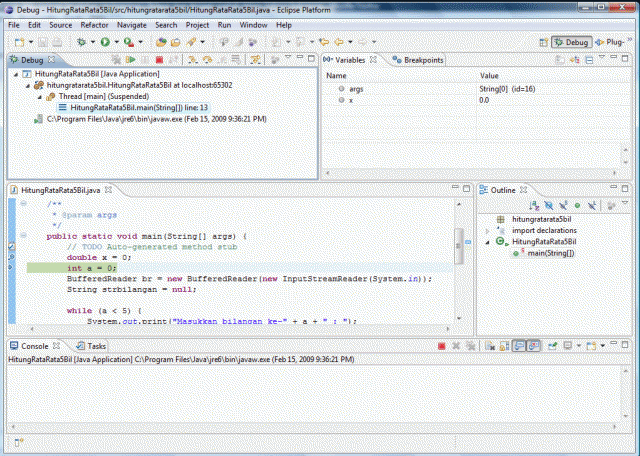 Debug - HitungRataRata5Bil/src/hitungratarata5bil/HitungRataRata5Bil.java - Eclipse Platform
File Edit Source Refactor Navigate Search Project Run Window Help
Debug Plug-
Debug
HitungRataRata5Bil [Java Application]
hitungratarata5bil.HitungRataRata5Bil at localhost:65302
Thread [main] (Suspended)
HitungRataRata5Bil.main(String[]) line: 13
C:\Program Files\Java\jre6\bin\javaw.exe (Feb 15, 2009 9:36:21 PM)
(x)= Variables Breakpoints
Name Value
args String[0] (id=16)
x 0.0
HitungRataRata5Bil.java
/**
* @param args
*/
public static void main(String[] args) {
// TODO Auto-generated method stub
double x = 0;
int a = 0;
BufferedReader br = new BufferedReader(new InputStreamReader(System.in));
String strbilangan = null;
while (a < 5) {
System.out.print("Masukkan bilangan ke-" + a + " : ");
Outline
hitungratarata5bil
import declarations
HitungRataRata5Bil
main(String[])
Console Tasks
HitungRataRata5Bil [Java Application] C:\Program Files\Java\jre6\bin\javaw.exe (Feb 15, 2009 9:36:21 PM)